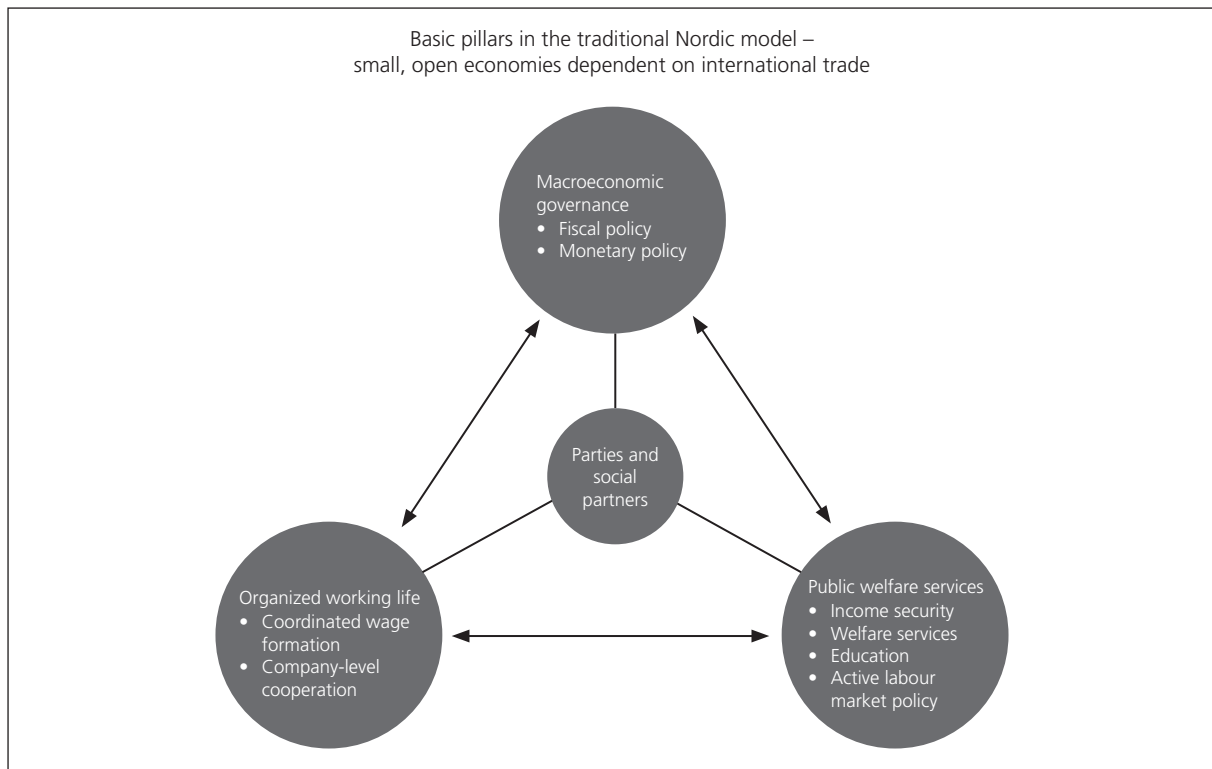 Basic pillars in the traditional Nordic model –
small, open economies dependent on international trade
Macroeconomic
governance
• Fiscal policy
• Monetary policy
Parties and
social
partners
Organized working life
• Coordinated wage
formation
• Company-level
cooperation
Public welfare services
• Income security
• Welfare services
• Education
• Active labour
market policy